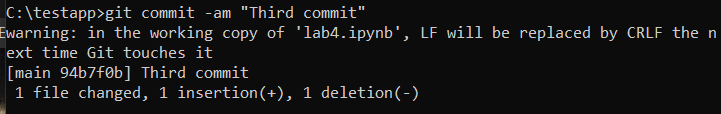 C:\testapp>git commit -am "Third commit"
warning: in the working copy of 'lab4.ipynb', LF will be replaced by CRLF the n
ext time Git touches it
[main 94b7f0b] Third commit
 1 file changed, 1 insertion(+), 1 deletion(-)